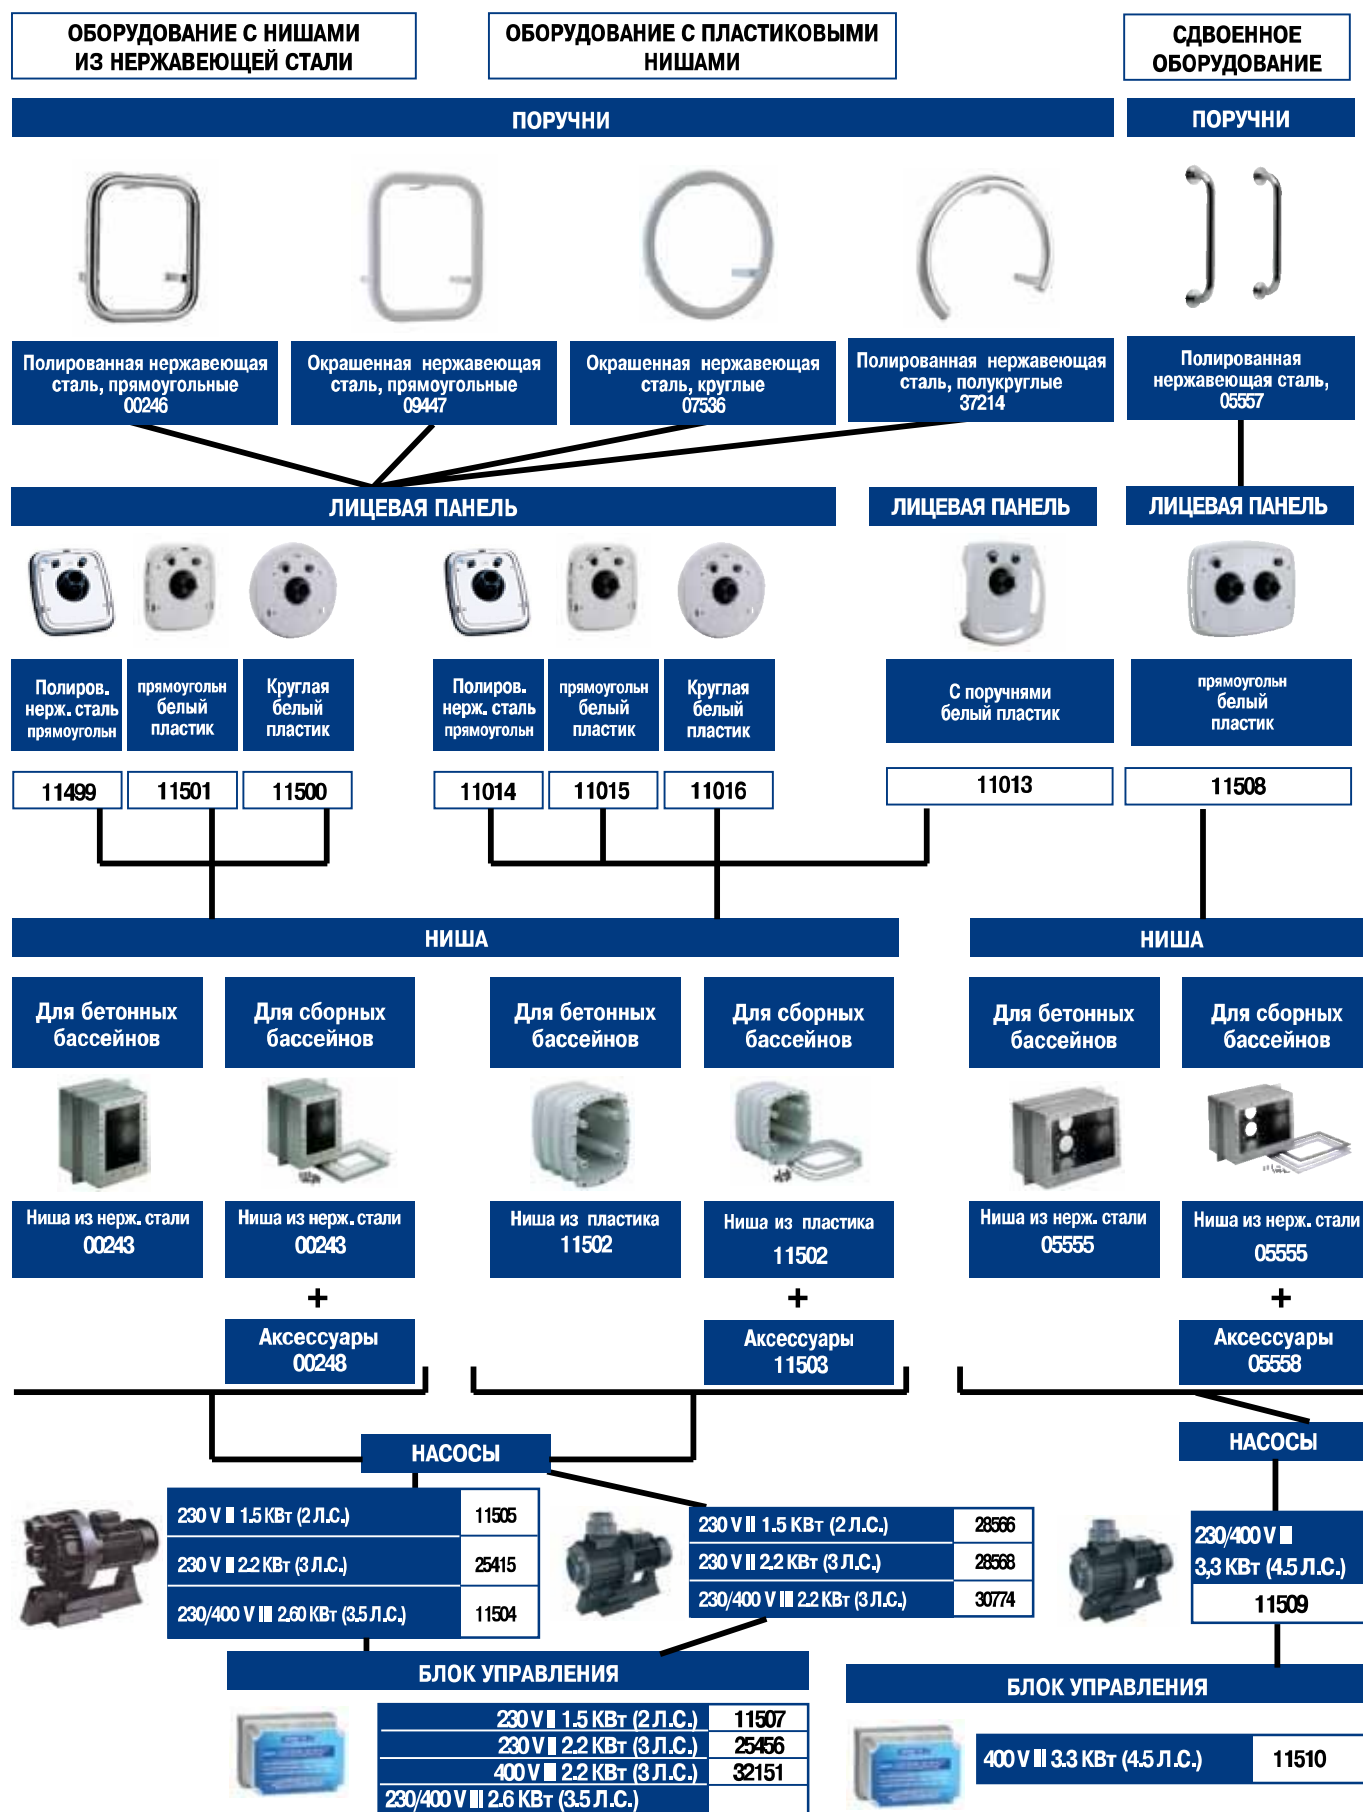 ОБОРУДОВАНИЕ С НИШАМИ
ИЗ НЕРЖАВЕЮЩЕЙ СТАЛИ
ОБОРУДОВАНИЕ С ПЛАСТИКОВЫМИ
НИШАМИ
СДВОЕННОЕ
ОБОРУДОВАНИЕ
ПОРУЧНИ
ПОРУЧНИ
Полированная нержавеющая
сталь, прямоугольные
00246
Окрашенная нержавеющая
сталь, прямоугольные
09447
Окрашенная нержавеющая
сталь, круглые
07536
Полированная нержавеющая
сталь, полукруглые
37214
Полированная
нержавеющая сталь,
05557
ЛИЦЕВАЯ ПАНЕЛЬ
ЛИЦЕВАЯ ПАНЕЛЬ
ЛИЦЕВАЯ ПАНЕЛЬ
Полиров.
нерж. сталь
прямоугольн
прямоугольн
белый
пластик
Круглая
белый
пластик
Полиров.
нерж. сталь
прямоугольн
прямоугольн
белый
пластик
Круглая
белый
пластик
С поручнями
белый пластик
прямоугольн
белый
пластик
11499
11501
11500
11014
11015
11016
11013
11508
НИША
НИША
Для бетонных
бассейнов
Для сборных
бассейнов
Для бетонных
бассейнов
Для сборных
бассейнов
Для бетонных
бассейнов
Для сборных
бассейнов
Ниша из нерж. стали
00243
Ниша из нерж. стали
00243
Ниша из пластика
11502
Ниша из пластика
11502
Ниша из нерж. стали
05555
Ниша из нерж. стали
05555
+
+
+
Аксессуары
00248
Аксессуары
11503
Аксессуары
05558
НАСОСЫ
НАСОСЫ
230 V II 1.5 КВт (2 Л.С.) 11505
230 V II 2.2 КВт (3 Л.С.) 25415
230/400 V III 2.60 КВт (3.5 Л.С.) 11504
230 V II 1.5 КВт (2 Л.С.) 28566
230 V II 2.2 КВт (3 Л.С.) 28568
230/400 V III 2.2 КВт (3 Л.С.) 30774
230/400 V III
3,3 КВт (4.5 Л.С.)
11509
БЛОК УПРАВЛЕНИЯ
БЛОК УПРАВЛЕНИЯ
230 V II 1.5 КВт (2 Л.С.) 11507
230 V II 2.2 КВт (3 Л.С.) 25456
400 V III 2.2 КВт (3 Л.С.) 32151
230/400 V III 2.6 КВт (3.5 Л.С.)
400 V III 3.3 КВт (4.5 Л.С.) 11510